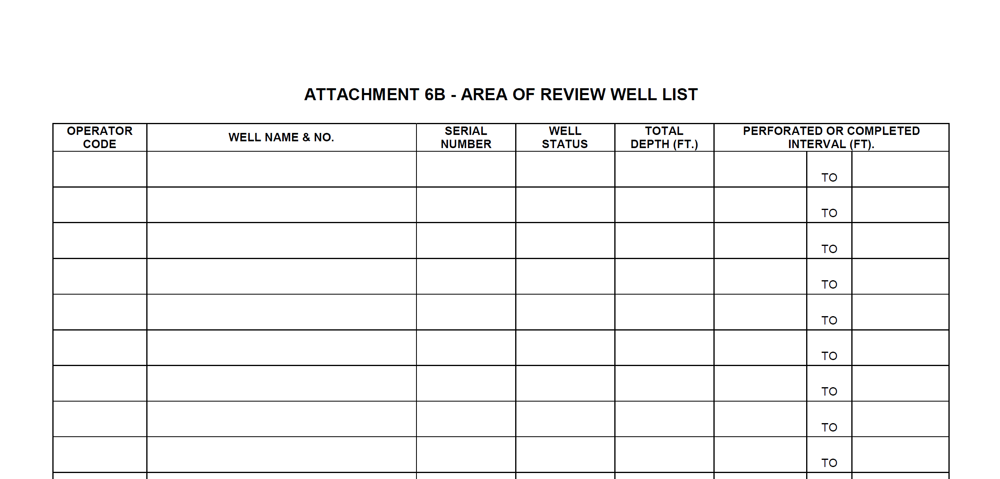 ATTACHMENT 6B - AREA OF REVIEW WELL LIST
OPERATOR
CODE
WELL NAME & NO.
SERIAL
NUMBER
WELL
STATUS
TOTAL
DEPTH (FT.)
PERFORATED OR COMPLETED
INTERVAL (FT).
TO
TO
TO
TO
TO
TO
TO
TO
TO